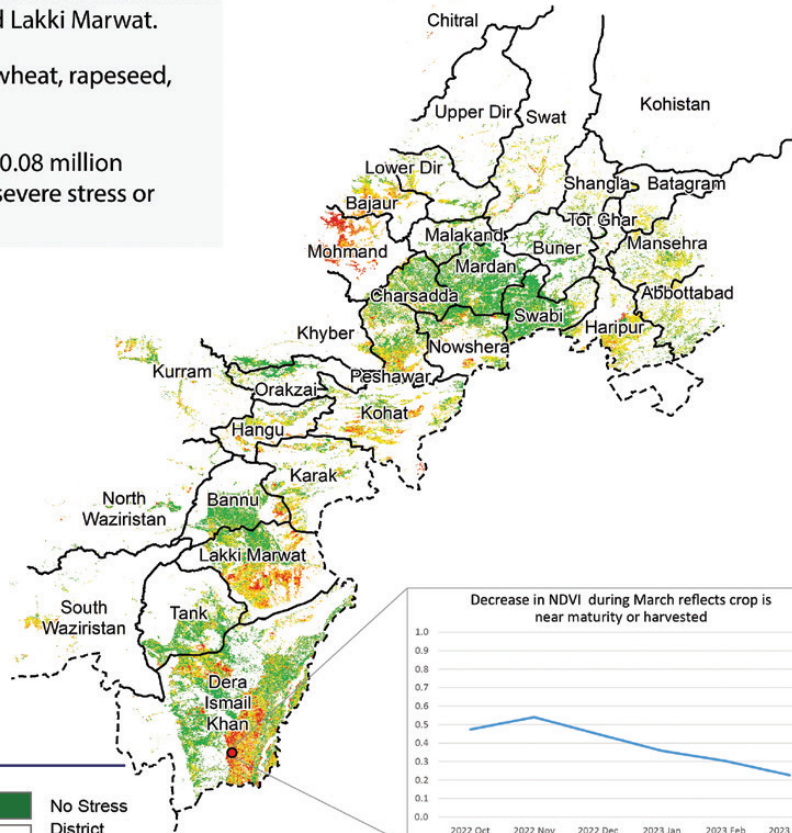 d Lakki Marwat.
wheat, rapeseed,
0.08 million
severe stress or
Chitral
Upper Dir
Swat
Kohistan
Lower Dir
Shangla
Batagram
Bajaur
Tor Ghar
Malakand
Buner
Mansehra
Mohmand
Mardan
Charsadda
Abbottabad
Swabi
Haripur
Khyber
Nowshera
Kurram
Peshawar
Orakzai
Kohat
Hangu
Karak
North
Waziristan
Bannu
Lakki Marwat
South
Waziristan
Tank
Dera
Ismail
Khan
Decrease in NDVI during March reflects crop is
near maturity or harvested
1.0
0.9
0.8
0.7
0.6
0.5
0.4
0.3
0.2
0.1
0.0
2022 Oct 2022 Nov 2022 Dec 2023 Jan 2023 Feb 2023
No Stress
District